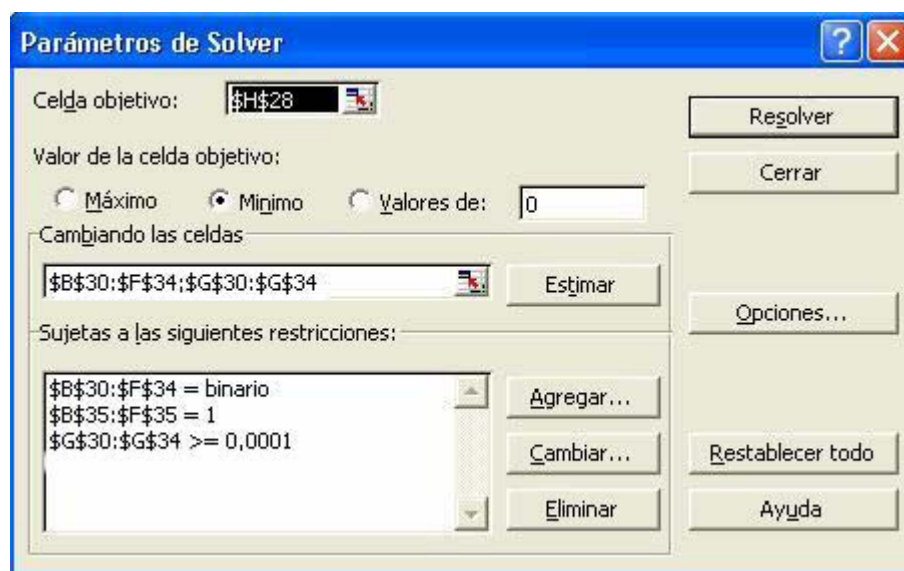 Parámetros de Solver
Celda objetivo: $H$28
Resolver
Valor de la celda objetivo:
Cerrar
Máximo Minimo Valores de: 0
Cambiando las celdas
$B$30:$F$34;$G$30:$G$34 Estimar
Opciones...
Sujetas a las siguientes restricciones:
$B$30:$F$34 = binario
$B$35:$F$35 = 1
$G$30:$G$34 >= 0,0001
Agregar...
Cambiar...
Restablecer todo
Eliminar
Ayuda